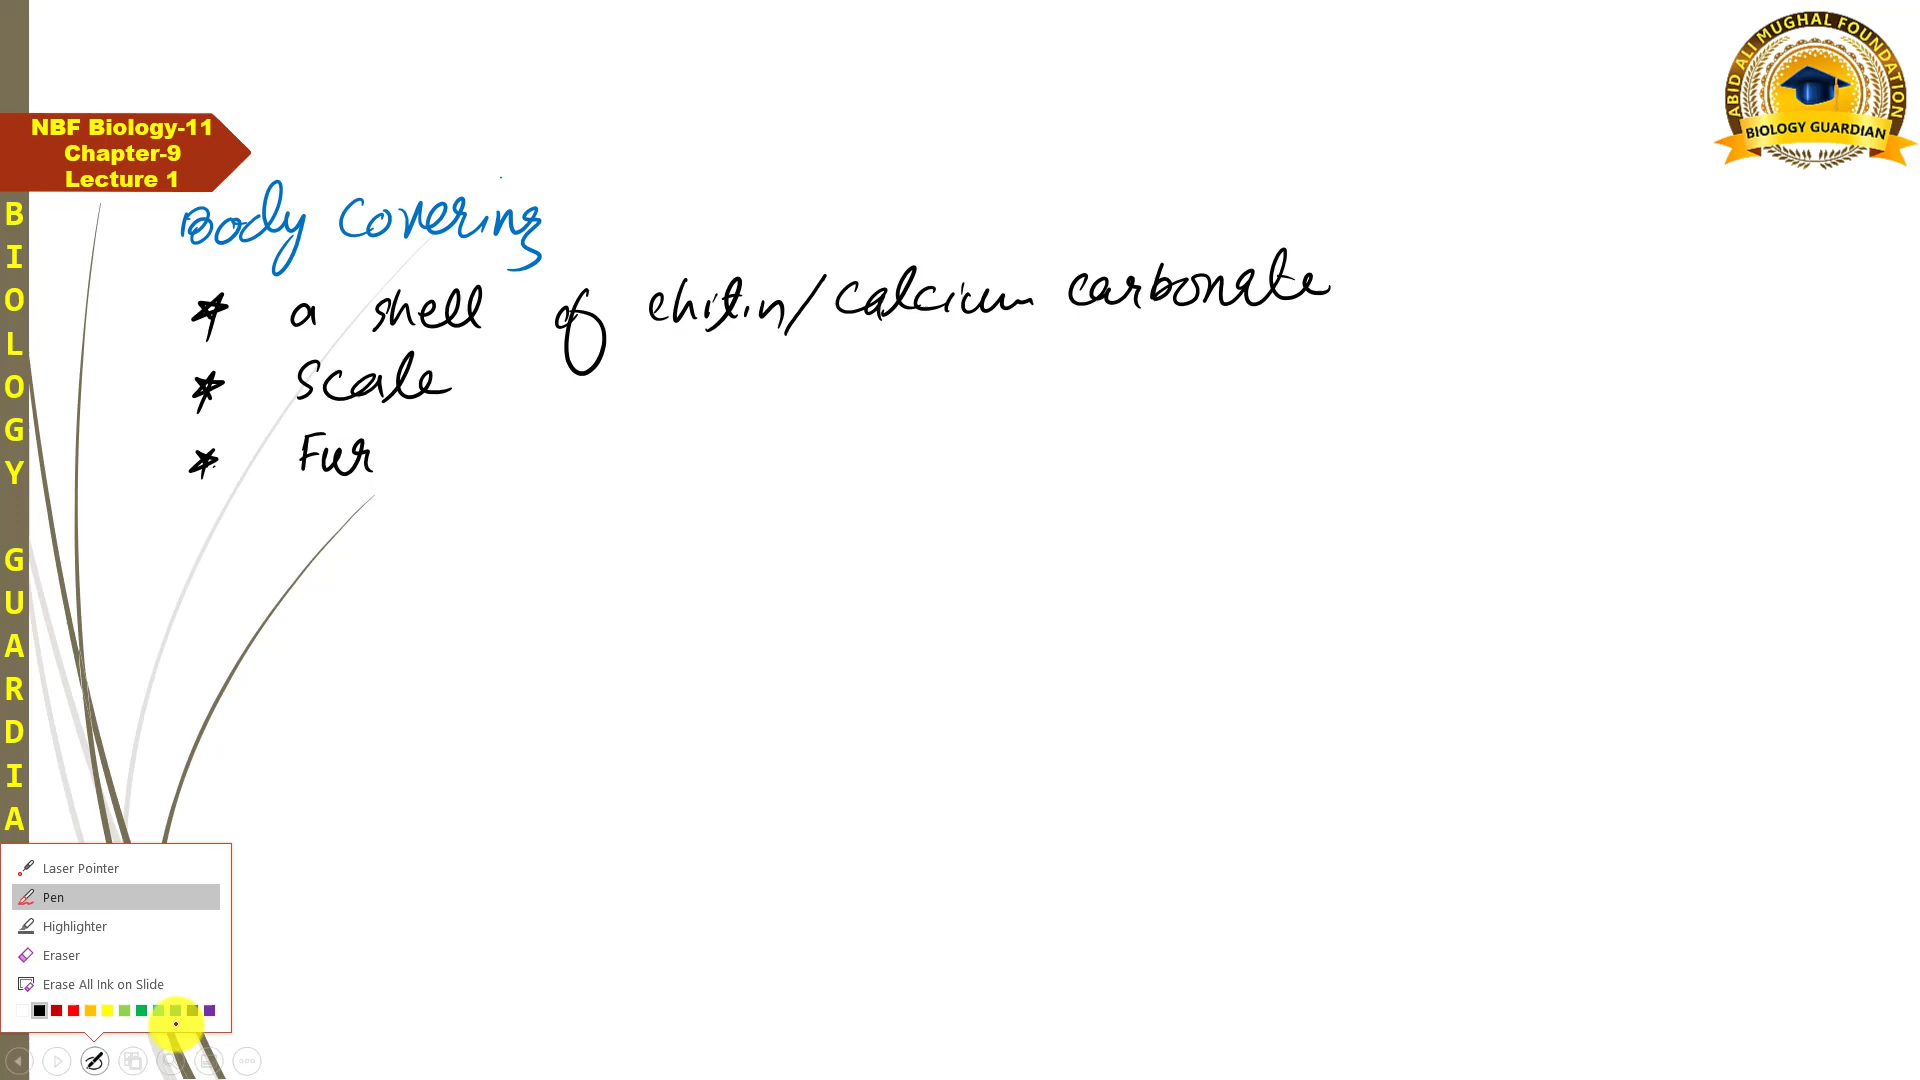 ABID ALI MUGHAL FOUNDATION
BIOLOGY GUARDIAN
NBF Biology-11
Chapter-9
Lecture 1
BIOLOGY GUARDIA
Body Covering
* a shell of chitin/calcium carbonate
* Scale
* Fur
Laser Pointer
Pen
Highlighter
Eraser
Erase All Ink on Slide